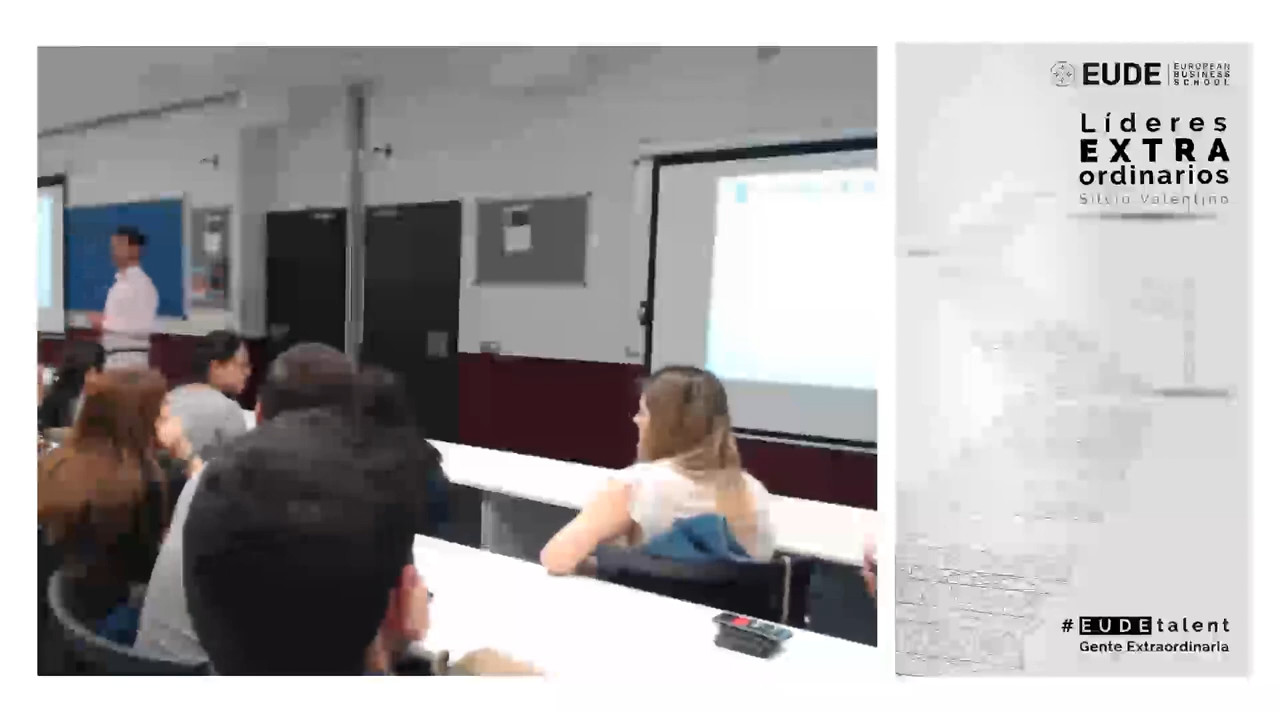 EUDE
EUROPEAN
BUSINESS
SCHOOL
Líderes
EXTRA
ordinarios
Silvio Valentino
#EUDEtalent
Gente Extraordinaria